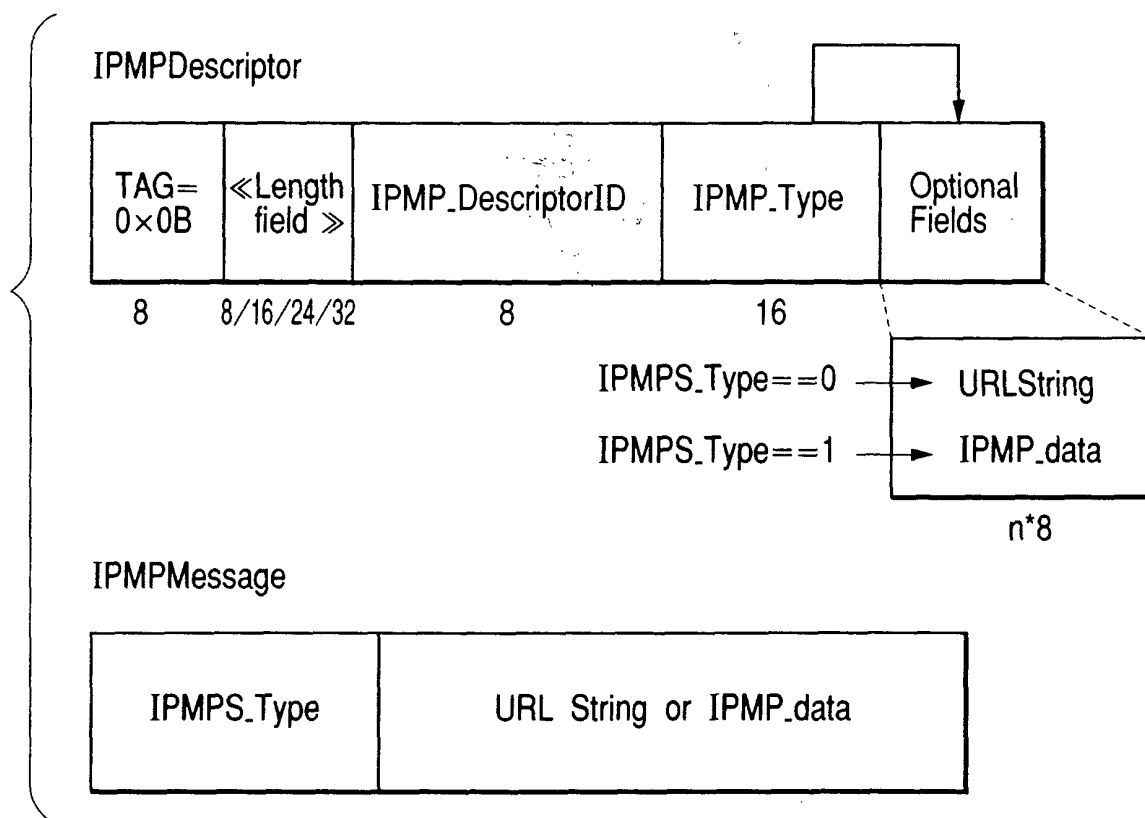 IPMPDescriptor
TAG= ≪Length IPMP_DescriptorID IPMP_Type Optional
0×0B field ≫ Fields
8 8/16/24/32 8 16
IPMPS_Type==0 URLString
IPMPS_Type==1 IPMP_data
n*8
IPMPMessage
IPMPS_Type URL String or IPMP_data